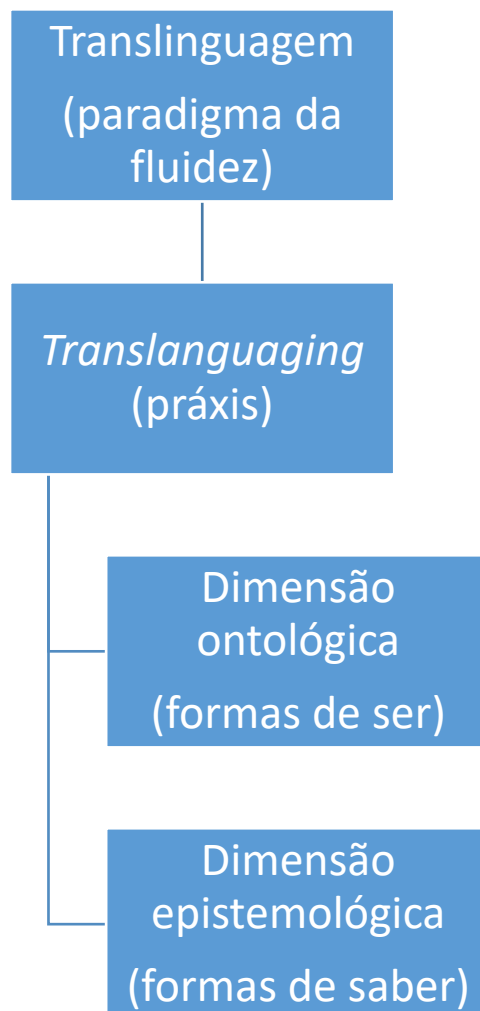 Translinguagem
(paradigma da
fluidez)
Translanguaging
(práxis)
Dimensão
ontológica
(formas de ser)
Dimensão
epistemológica
(formas de saber)